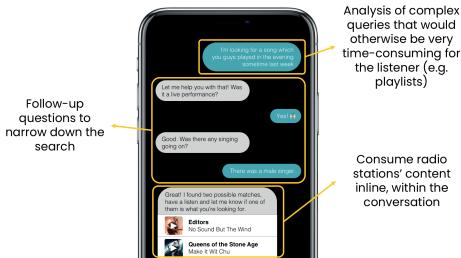 Analysis of complex
queries that would
otherwise be very
time-consuming for
the listener (e.g.
playlists)
I'm looking for a song which
you guys played in the evening
sometime last week
Let me help you with that! Was
it a live performance?
Yes! 🙌
Follow-up
questions to
narrow down the
search
Good. Was there any singing
going on?
There was a male singer
Consume radio
stations' content
inline, within the
conversation
Great! I found two possible matches,
have a listen and let me know if one
of them is what you're looking for.
Editors
No Sound But The Wind
Queens of the Stone Age
Make It Wit Chu